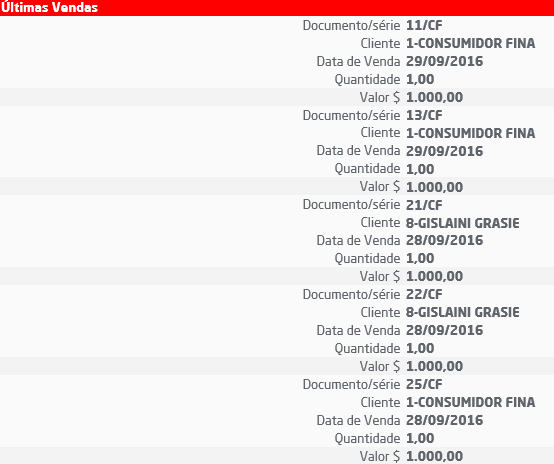 Últimas Vendas
Documento/série 11/CF
Cliente 1-CONSUMIDOR FINA
Data de Venda 29/09/2016
Quantidade 1,00
Valor $ 1.000,00
Documento/série 13/CF
Cliente 1-CONSUMIDOR FINA
Data de Venda 29/09/2016
Quantidade 1,00
Valor $ 1.000,00
Documento/série 21/CF
Cliente 8-GISLAINI GRASIE
Data de Venda 28/09/2016
Quantidade 1,00
Valor $ 1.000,00
Documento/série 22/CF
Cliente 8-GISLAINI GRASIE
Data de Venda 28/09/2016
Quantidade 1,00
Valor $ 1.000,00
Documento/série 25/CF
Cliente 1-CONSUMIDOR FINA
Data de Venda 28/09/2016
Quantidade 1,00
Valor $ 1.000,00